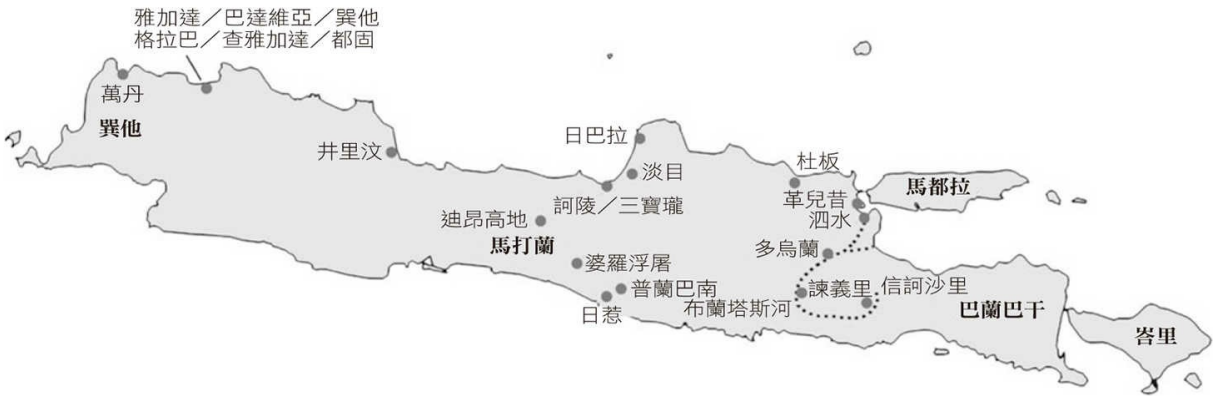 雅加達／巴達維亞／巽他
格拉巴／查雅加達／都固
萬丹
巽他
井里汶
日巴拉
淡目
訶陵／三寶瓏
迪昂高地
馬打蘭
婆羅浮屠
普蘭巴南
日惹
杜板
革兒昔
泗水
馬都拉
多烏蘭
諫義里
信訶沙里
布蘭塔斯河
巴蘭巴干
峇里